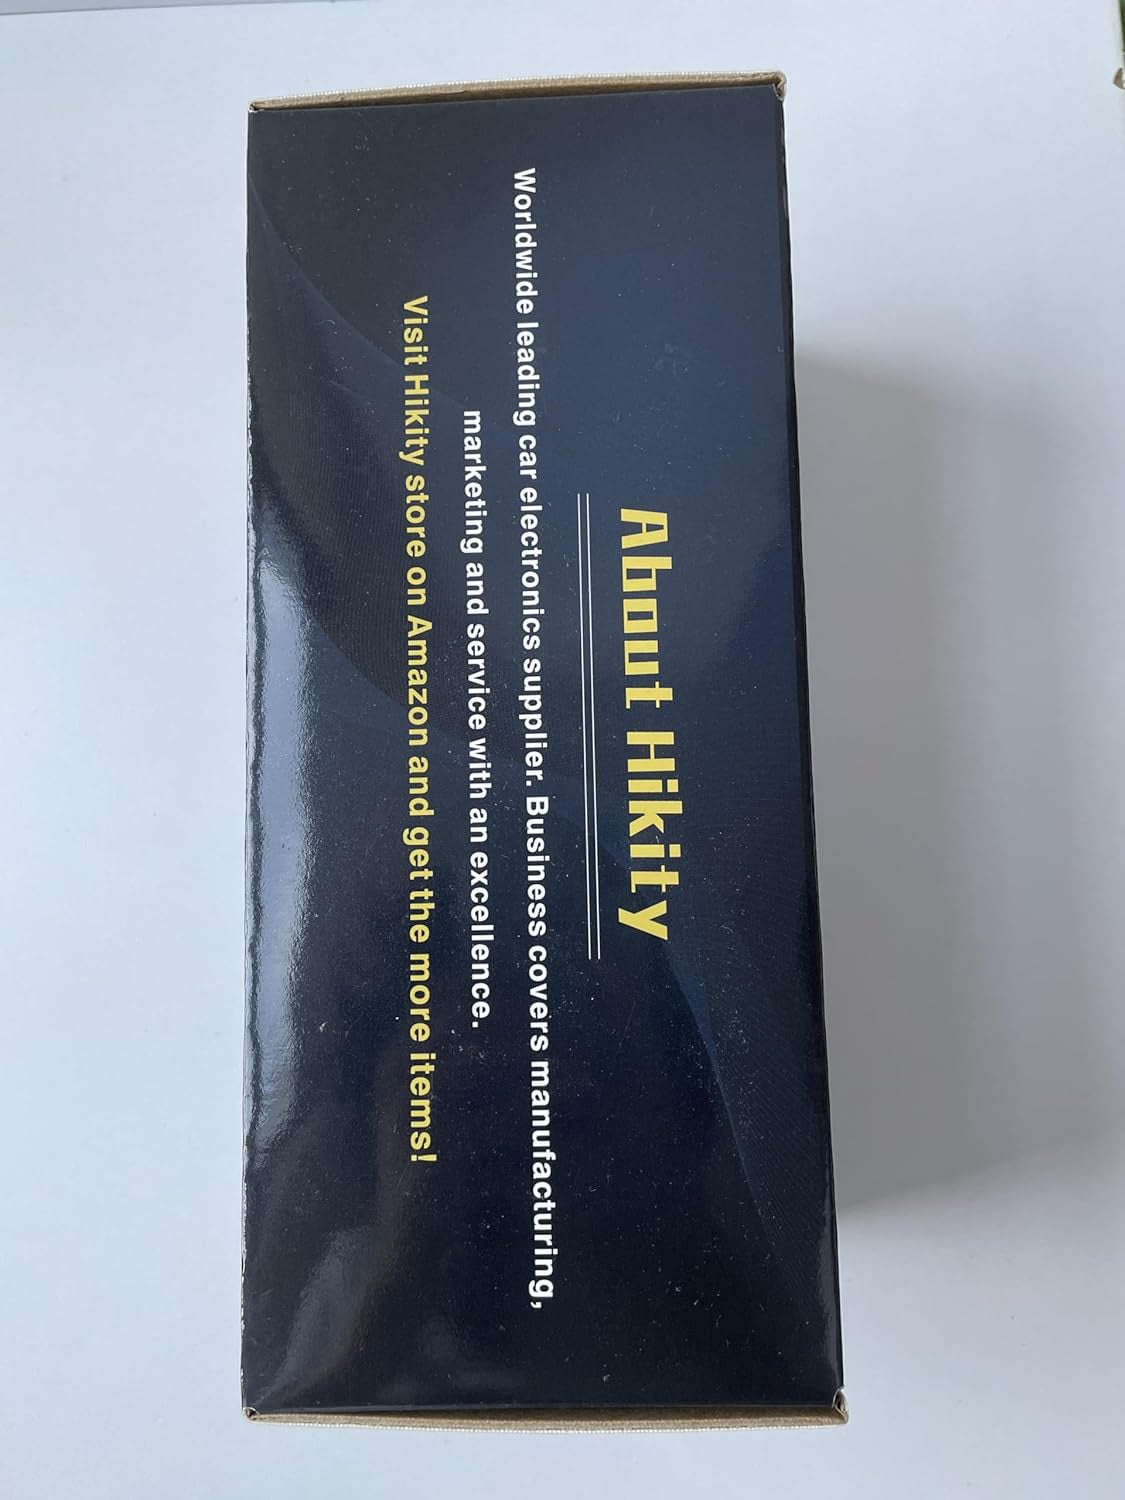 About Hikity
Worldwide leading car electronics supplier. Business covers manufacturing,
marketing and service with an excellence.
Visit Hikity store on Amazon and get the more items!